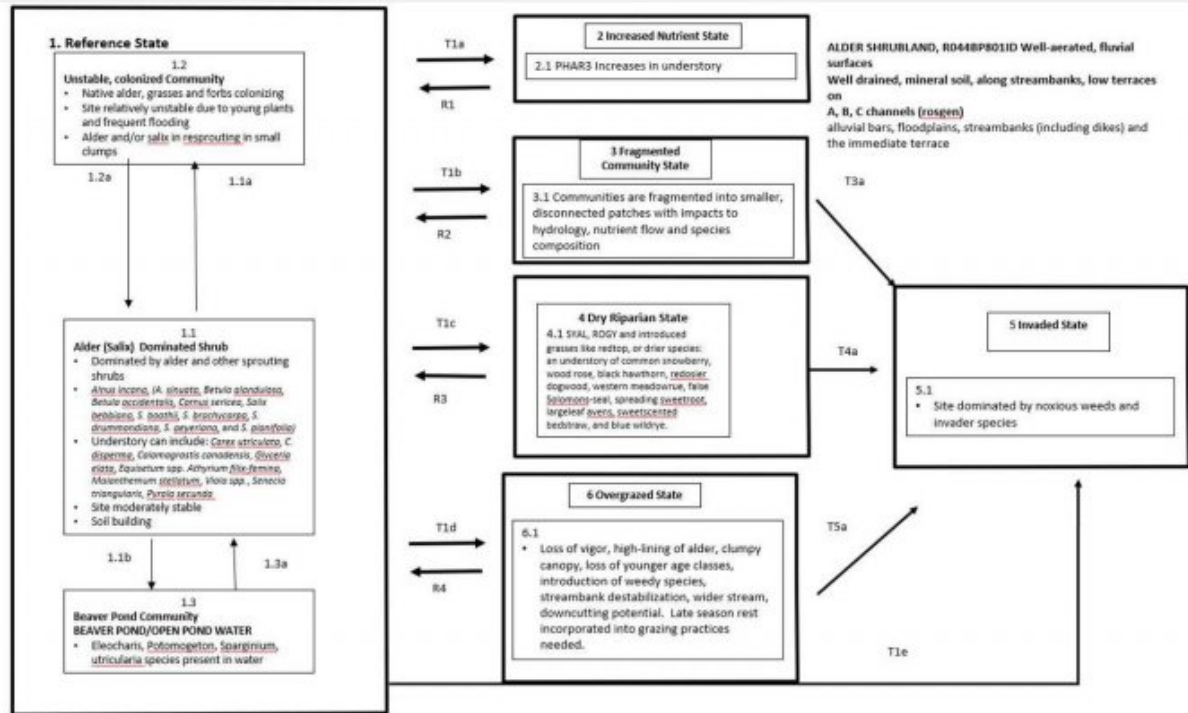 1. Reference State
1.2
Unstable, colonized Community
• Native alder, grasses and forbs colonizing
• Site relatively unstable due to young plants
and frequent flooding
• Alder and/or salix in resprouting in small
clumps
1.2a
1.1a
1.1
Alder (Salix) Dominated Shrub
• Dominated by alder and other sprouting
shrubs
• Alnus incana, (A. sinuata, Betula glandulosa,
Betula occidentalis, Cornus sericea, Salix
bebbiana, S. boothii, S. brachycarpa, S.
drummondiana, S. geyeriana, and S. planifolia)
• Understory can include: Carex utriculata, C.
disperma, Calamagrostis canadensis, Glyceria
elata, Equisetum spp. Athyrium filix-femina,
Maianthemum stellatum, Viola spp., Senecio
triangularis, Pyrola secunda
• Site moderately stable
• Soil building
1.1b
1.3a
1.3
Beaver Pond Community
BEAVER POND/OPEN POND WATER
• Eleocharis, Potomogeton, Sparginium,
utricularia species present in water
T1a
R1
2 Increased Nutrient State
2.1 PHAR3 Increases in understory
T1b
R2
3 Fragmented
Community State
3.1 Communities are fragmented into smaller,
disconnected patches with impacts to
hydrology, nutrient flow and species
composition
T1c
R3
4 Dry Riparian State
4.1 SYAL, ROGY and introduced
grasses like redtop, or drier species:
an understory of common snowberry,
wood rose, black hawthorn, redosier
dogwood, western meadowrue, false
Solomons-seal, spreading sweetroot,
largeleaf avens, sweetscented
bedstraw, and blue wildrye.
T1d
R4
6 Overgrazed State
6.1
• Loss of vigor, high-lining of alder, clumpy
canopy, loss of younger age classes,
introduction of weedy species,
streambank destabilization, wider stream,
downcutting potential. Late season rest
incorporated into grazing practices
needed.
ALDER SHRUBLAND, R044BP801ID Well-aerated, fluvial
surfaces
Well drained, mineral soil, along streambanks, low terraces
on
A, B, C channels (rosgen)
alluvial bars, floodplains, streambanks (including dikes) and
the immediate terrace
T3a
T4a
T5a
T1e
5 Invaded State
5.1
• Site dominated by noxious weeds and
invader species